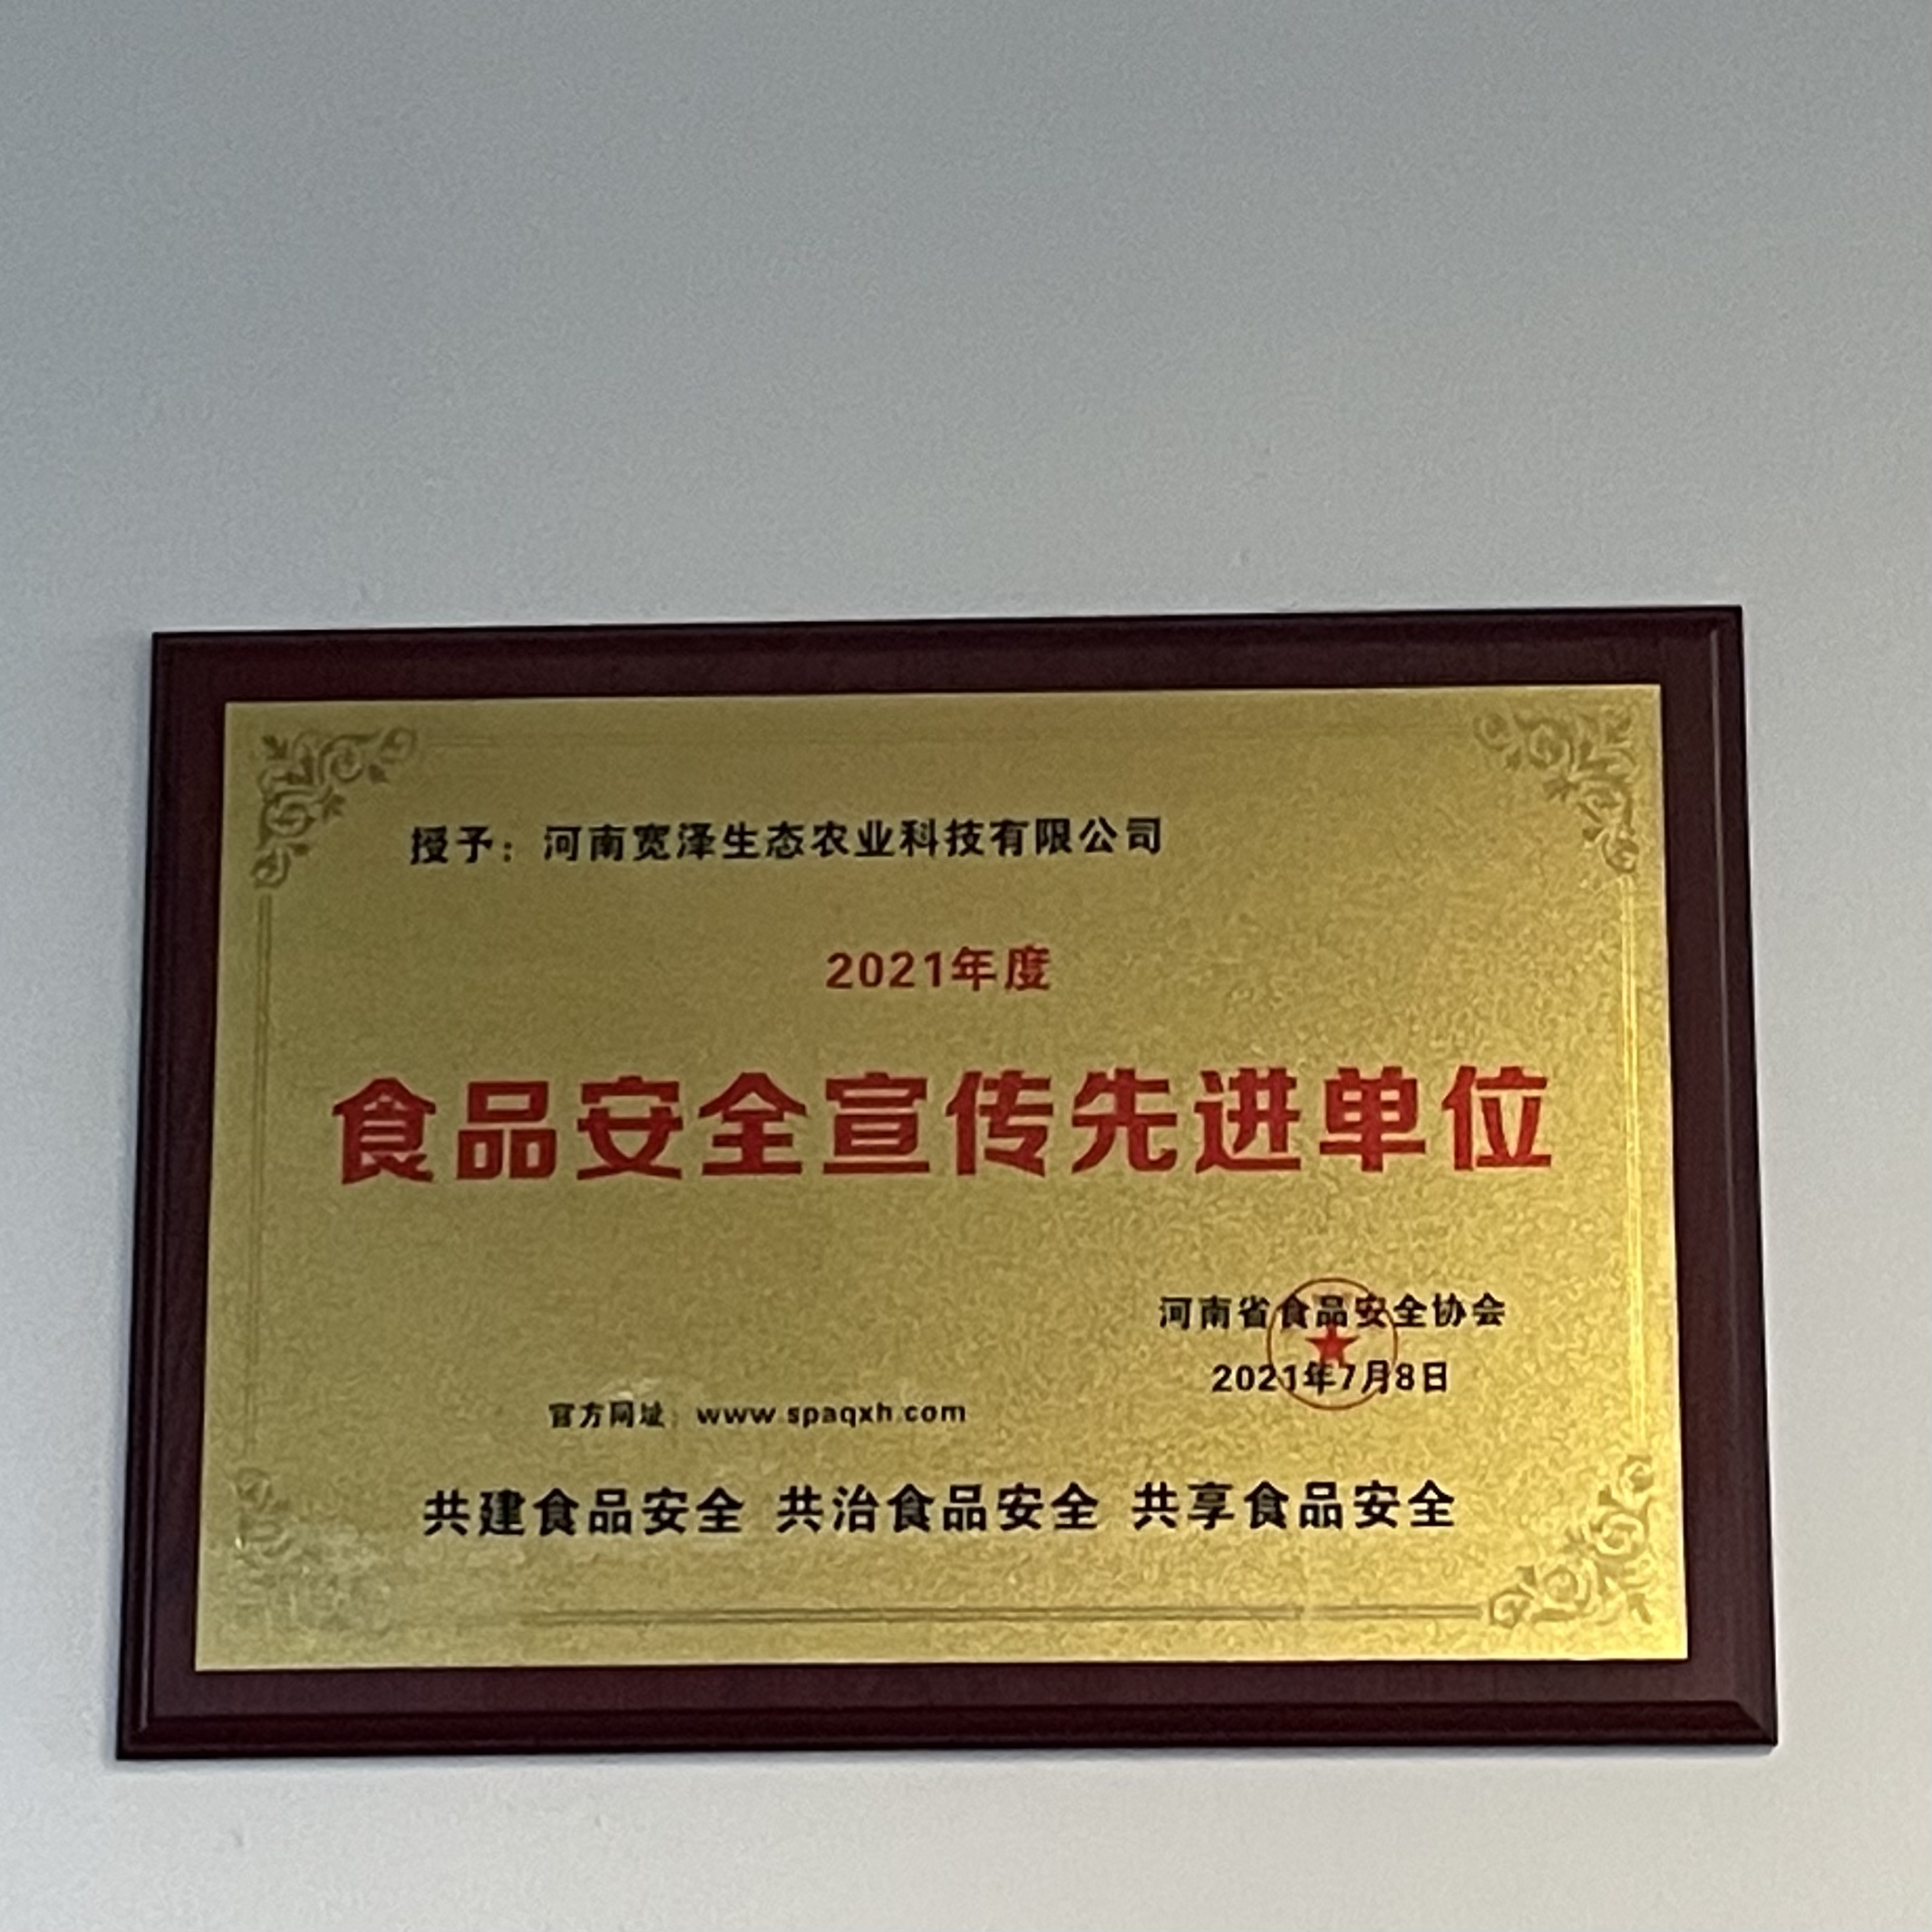 授予：河南宽泽生态农业科技有限公司
2021年度
食品安全宣传先进单位
河南省食品安全协会
2021年7月8日
官方网址：www.spaqxh.com
共建食品安全 共治食品安全 共享食品安全